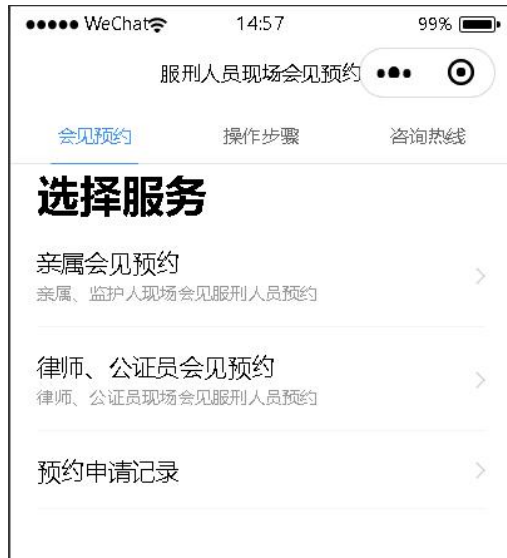 WeChat 14:57 99%
服刑人员现场会见预约
会见预约 操作步骤 咨询热线
选择服务
亲属会见预约
亲属、监护人现场会见服刑人员预约
律师、公证员会见预约
律师、公证员现场会见服刑人员预约
预约申请记录